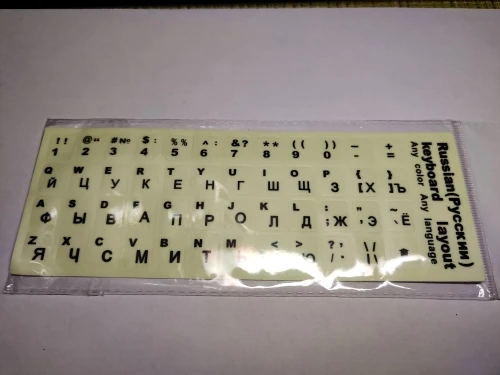 ! ! @ " # № $ ; % % ^ : & ? * * ( ( ) ) _ +
1 2 3 4 5 6 7 8 9 0 - =
Q W E R T Y U I O P { }
Й Ц У К Е Н Г Ш Щ З [ Х ] Ъ
A S D F G H J K L : " ~
Ф Ы В А П Р О Л Д ; Ж , Э ` Ё
Z X C V B N M < > ? , \ /
Я Ч С М И Т Ь Ю / . | \
Russian(Русский)
keyboard layout
Any color Any language